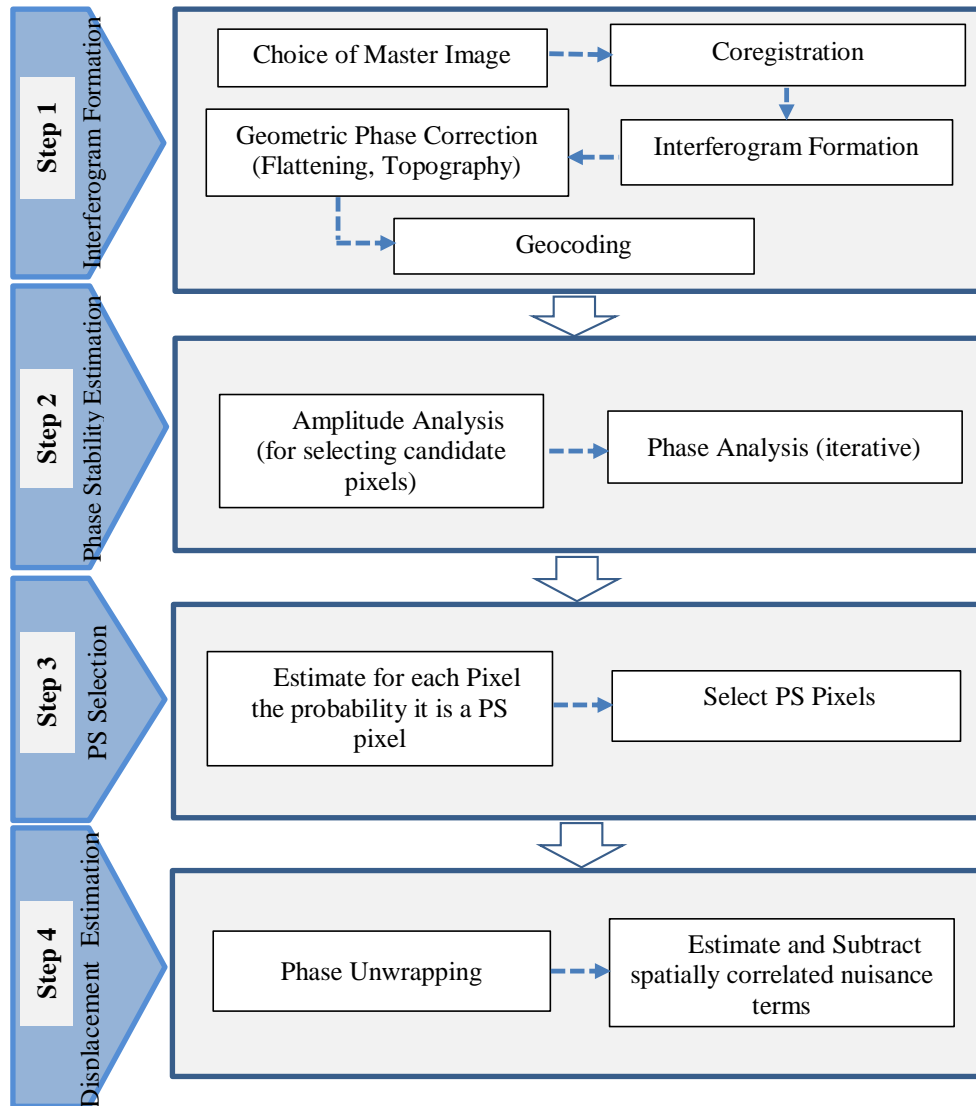 Step 1
Interferogram Formation
Choice of Master Image
Coregistration
Interferogram Formation
Geometric Phase Correction
(Flattening, Topography)
Geocoding
Step 2
Phase Stability Estimation
Amplitude Analysis
(for selecting candidate
pixels)
Phase Analysis (iterative)
Step 3
PS Selection
Estimate for each Pixel
the probability it is a PS
pixel
Select PS Pixels
Step 4
Displacement Estimation
Phase Unwrapping
Estimate and Subtract
spatially correlated nuisance
terms